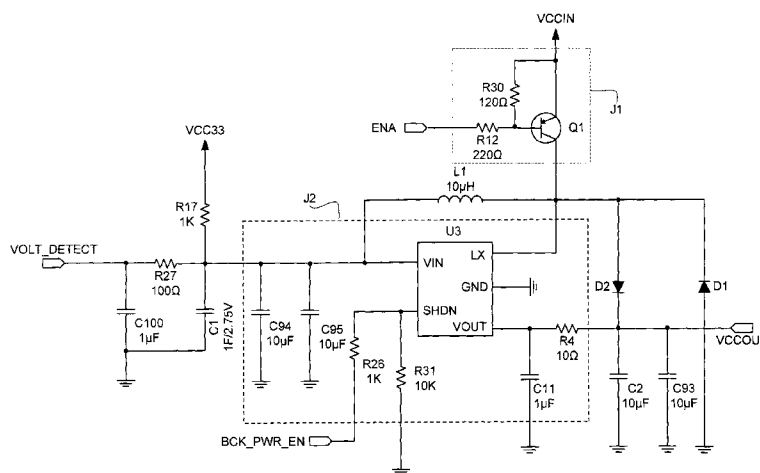 VCCIN
R30
120Ω
J1
ENA
Q1
R12
220Ω
VCC33
L1
10µH
J2
R17
1K
U3
VOLT_DETECT
VIN
LX
R27
100Ω
GND
D2
D1
C100
1µF
C1
1F/2.75V
C94
10µF
C95
10µF
SHDN
VOUT
VCCOU
R4
10Ω
R26
1K
R31
10K
C11
1µF
C2
10µF
C93
10µF
BCK_PWR_EN